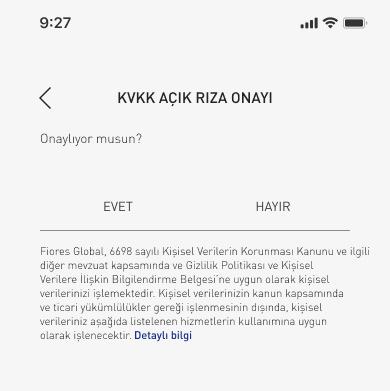 9:27
KVKK AÇIK RIZA ONAYI
Onaylıyor musun?
EVET HAYIR
Fiores Global, 6698 sayılı Kişisel Verilerin Korunması Kanunu ve ilgili
diğer mevzuat kapsamında ve Gizlilik Politikası ve Kişisel
Verilere İlişkin Bilgilendirme Belgesi'ne uygun olarak kişisel
verilerinizi işlemektedir. Kişisel verilerinizin kanun kapsamında
ve ticari yükümlülükler gereği işlenmesinin dışında, kişisel
verileriniz aşağıda listelenen hizmetlerin kullanımına uygun
olarak işlenecektir. Detaylı bilgi